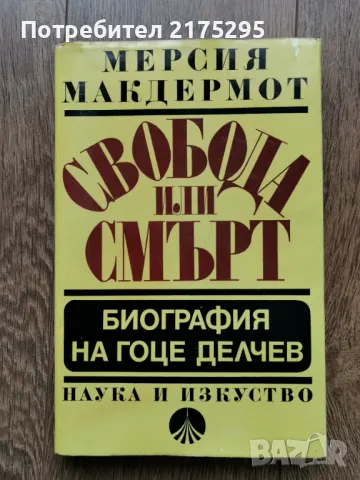 Потребител 2175295
МЕРСИЯ
МАКДЕРМОТ
СВОБОДА
ИЛИ
СМЪРТ
БИОГРАФИЯ
НА ГОЦЕ ДЕЛЧЕВ
НАУКА И ИЗКУСТВО
BAZAR